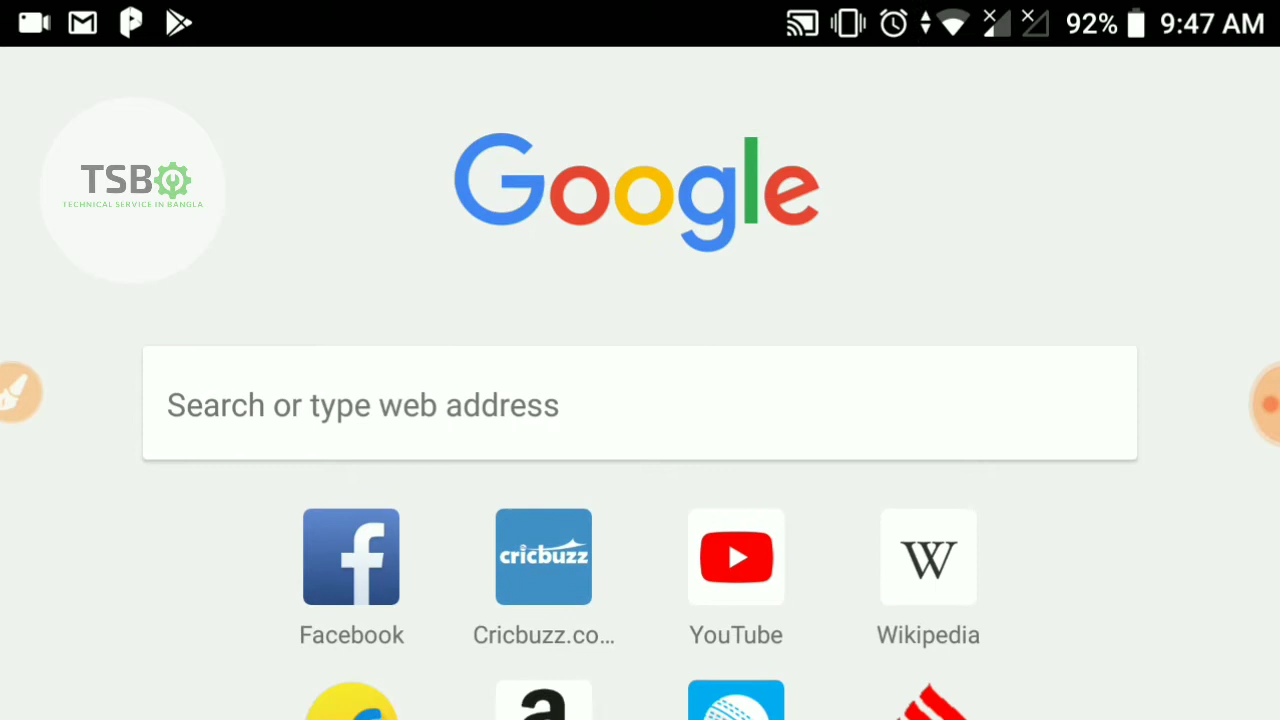 92% 9:47 AM
TSB
TECHNICAL SERVICE IN BANGLA
Google
Search or type web address
cricbuzz
W
Facebook
Cricbuzz.co...
YouTube
Wikipedia
a